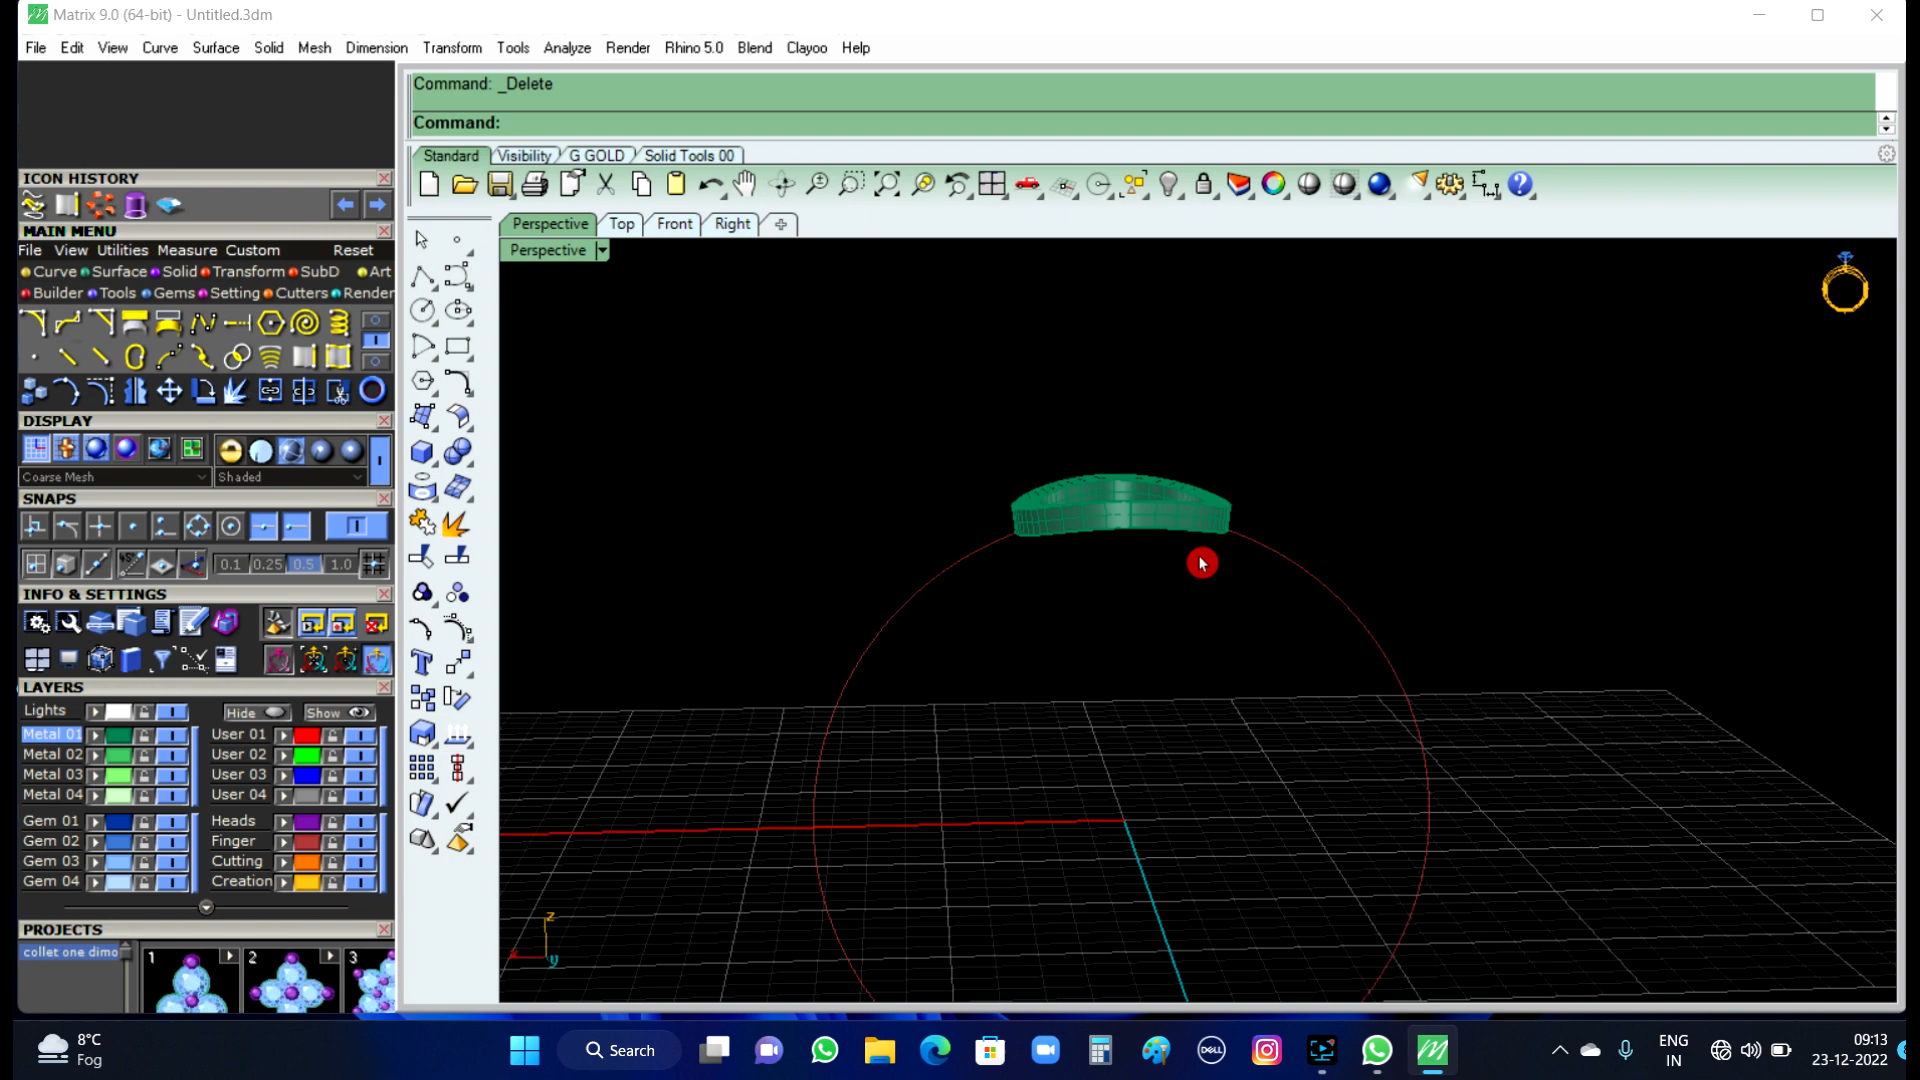 Matrix 9.0 (64-bit) - Untitled.3dm
File Edit View Curve Surface Solid Mesh Dimension Transform Tools Analyze Render Rhino 5.0 Blend Clayoo Help
Command: _Delete
Command:
Standard Visibility G GOLD Solid Tools 00
Perspective Top Front Right
Perspective
ICON HISTORY
MAIN MENU
File View Utilities Measure Custom Reset
Curve Surface Solid Transform SubD Art
Builder Tools Gems Setting Cutters Render
DISPLAY
Coarse Mesh Shaded
SNAPS
0.1 0.25 0.5 1.0
INFO & SETTINGS
LAYERS
Lights Hide Show
Metal 01 User 01
Metal 02 User 02
Metal 03 User 03
Metal 04 User 04
Gem 01 Heads
Gem 02 Finger
Gem 03 Cutting
Gem 04 Creation
PROJECTS
collet one dimo
1 2 3
z
x
y
8°C
Fog
Search
DELL
ENG
IN
09:13
23-12-2022